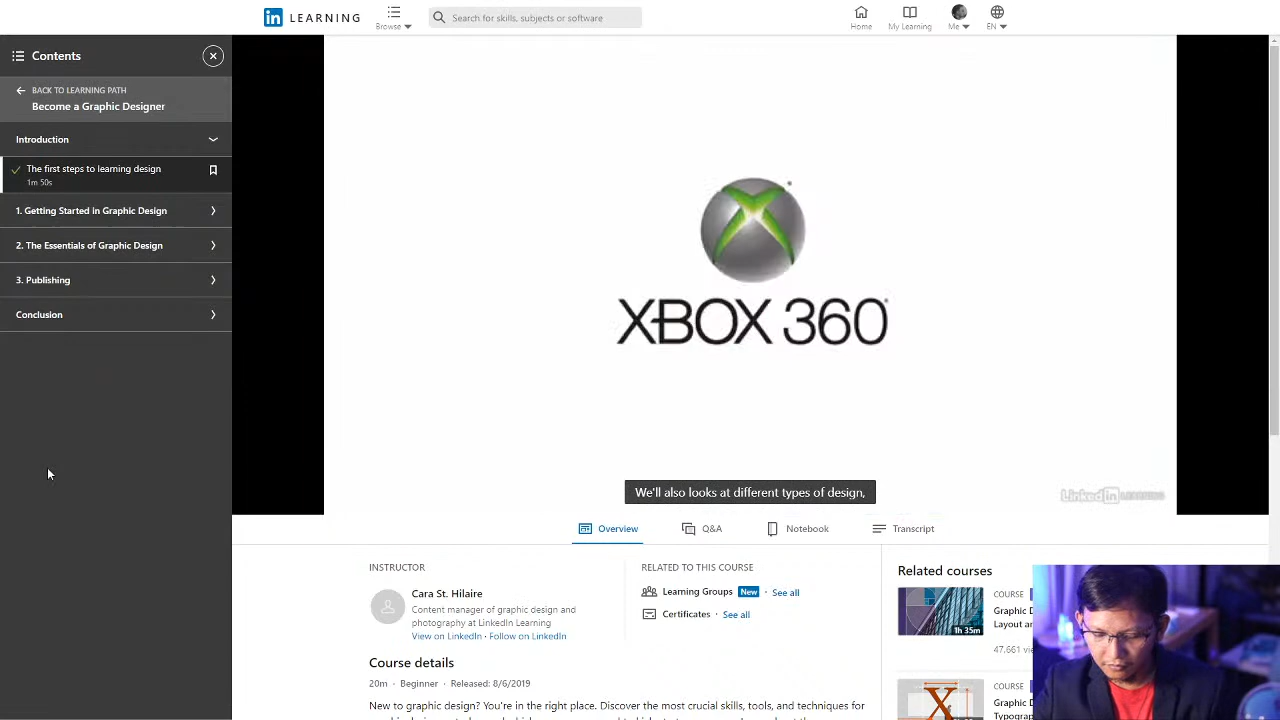 in LEARNING
Browse
Search for skills, subjects or software
Home
My Learning
Me
EN
Contents
BACK TO LEARNING PATH
Become a Graphic Designer
Introduction
The first steps to learning design
1m 50s
1. Getting Started in Graphic Design
2. The Essentials of Graphic Design
3. Publishing
Conclusion
XBOX 360
We'll also looks at different types of design,
Linked in LEARNING
Overview
Q&A
Notebook
Transcript
INSTRUCTOR
Cara St. Hilaire
Content manager of graphic design and
photography at LinkedIn Learning
View on LinkedIn · Follow on LinkedIn
RELATED TO THIS COURSE
Learning Groups New · See all
Certificates · See all
Course details
20m · Beginner · Released: 8/6/2019
New to graphic design? You're in the right place. Discover the most crucial skills, tools, and techniques for
Related courses
COURSE
Graphic D
Layout an
1h 35m
47,661 vie
COURSE
X
Graphic D
Typograp